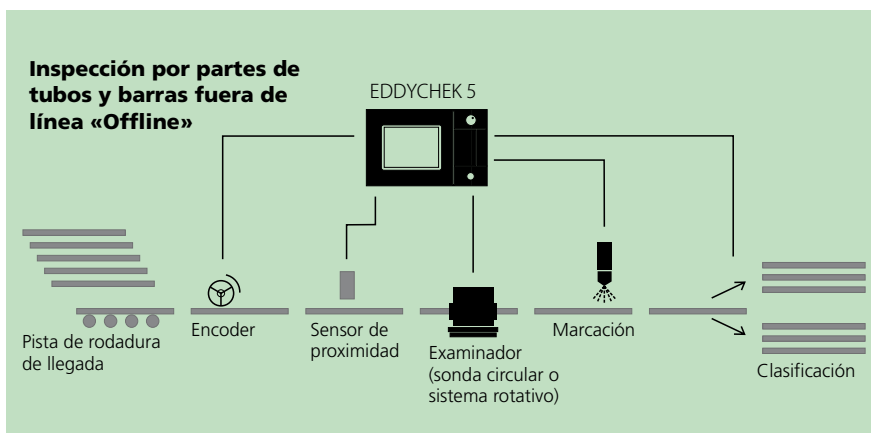 Inspección por partes de
tubos y barras fuera de
línea «Offline»
EDDYCHEK 5
Pista de rodadura
de llegada
Encoder
Sensor de
proximidad
Examinador
(sonda circular o
sistema rotativo)
Marcación
Clasificación